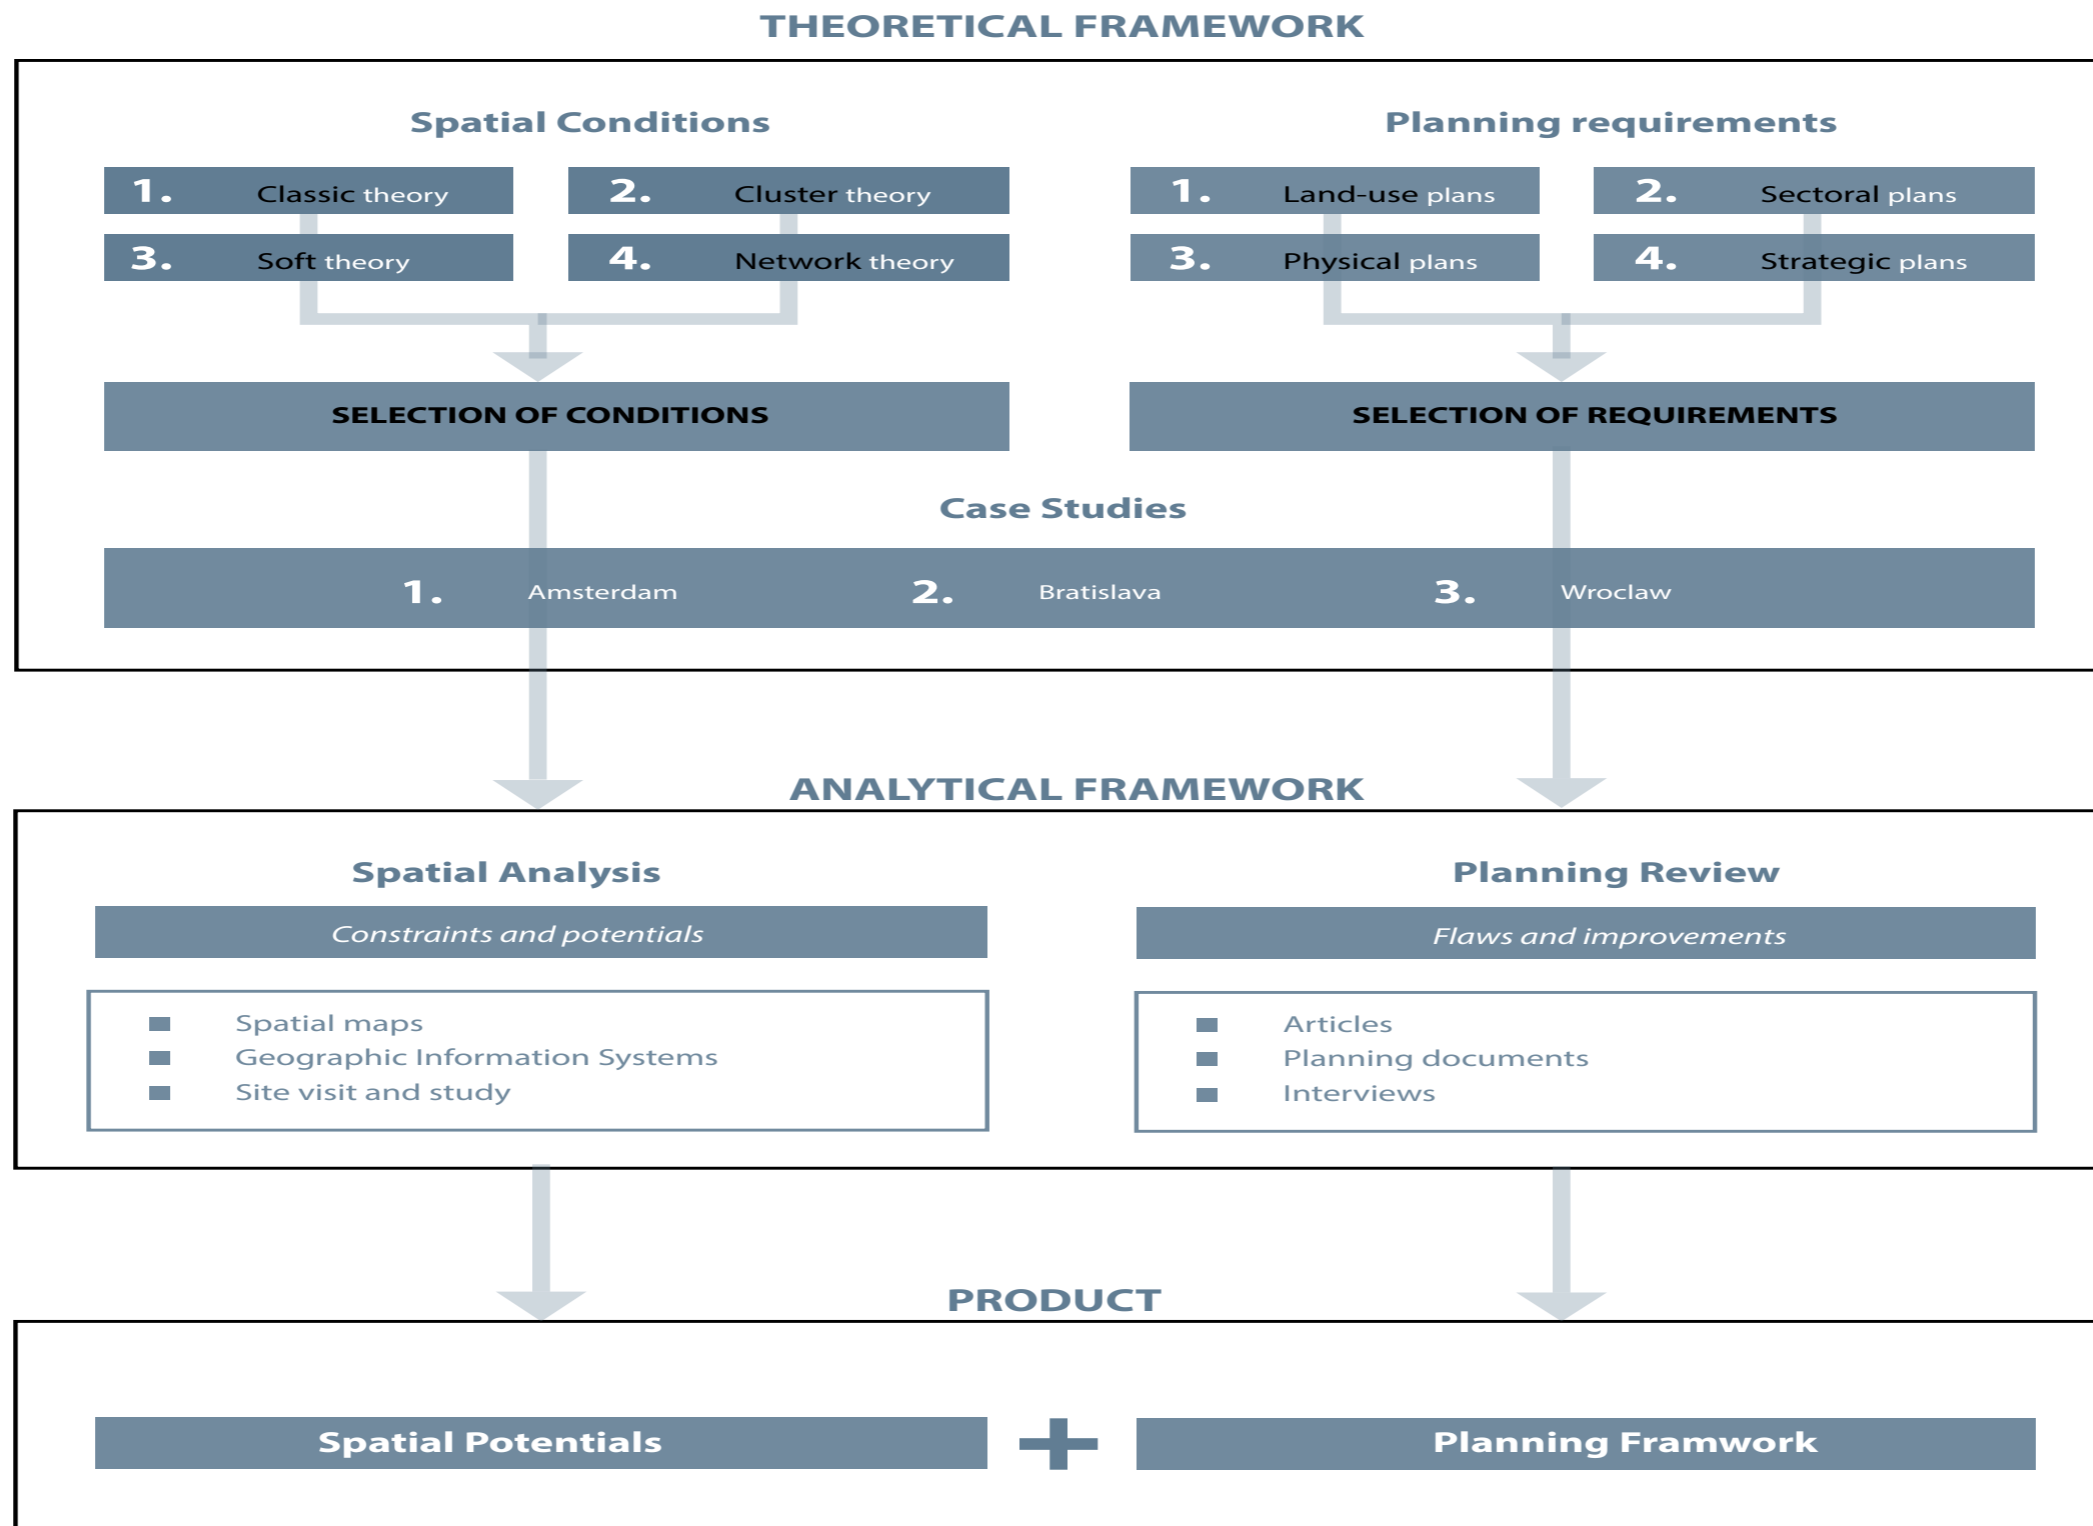 THEORETICAL FRAMEWORK
Spatial Conditions
1. Classic theory
2. Cluster theory
3. Soft theory
4. Network theory
SELECTION OF CONDITIONS
Planning requirements
1. Land-use plans
2. Sectoral plans
3. Physical plans
4. Strategic plans
SELECTION OF REQUIREMENTS
Case Studies
1. Amsterdam
2. Bratislava
3. Wroclaw
ANALYTICAL FRAMEWORK
Spatial Analysis
Constraints and potentials
Spatial maps
Geographic Information Systems
Site visit and study
Planning Review
Flaws and improvements
Articles
Planning documents
Interviews
PRODUCT
Spatial Potentials
+
Planning Framwork